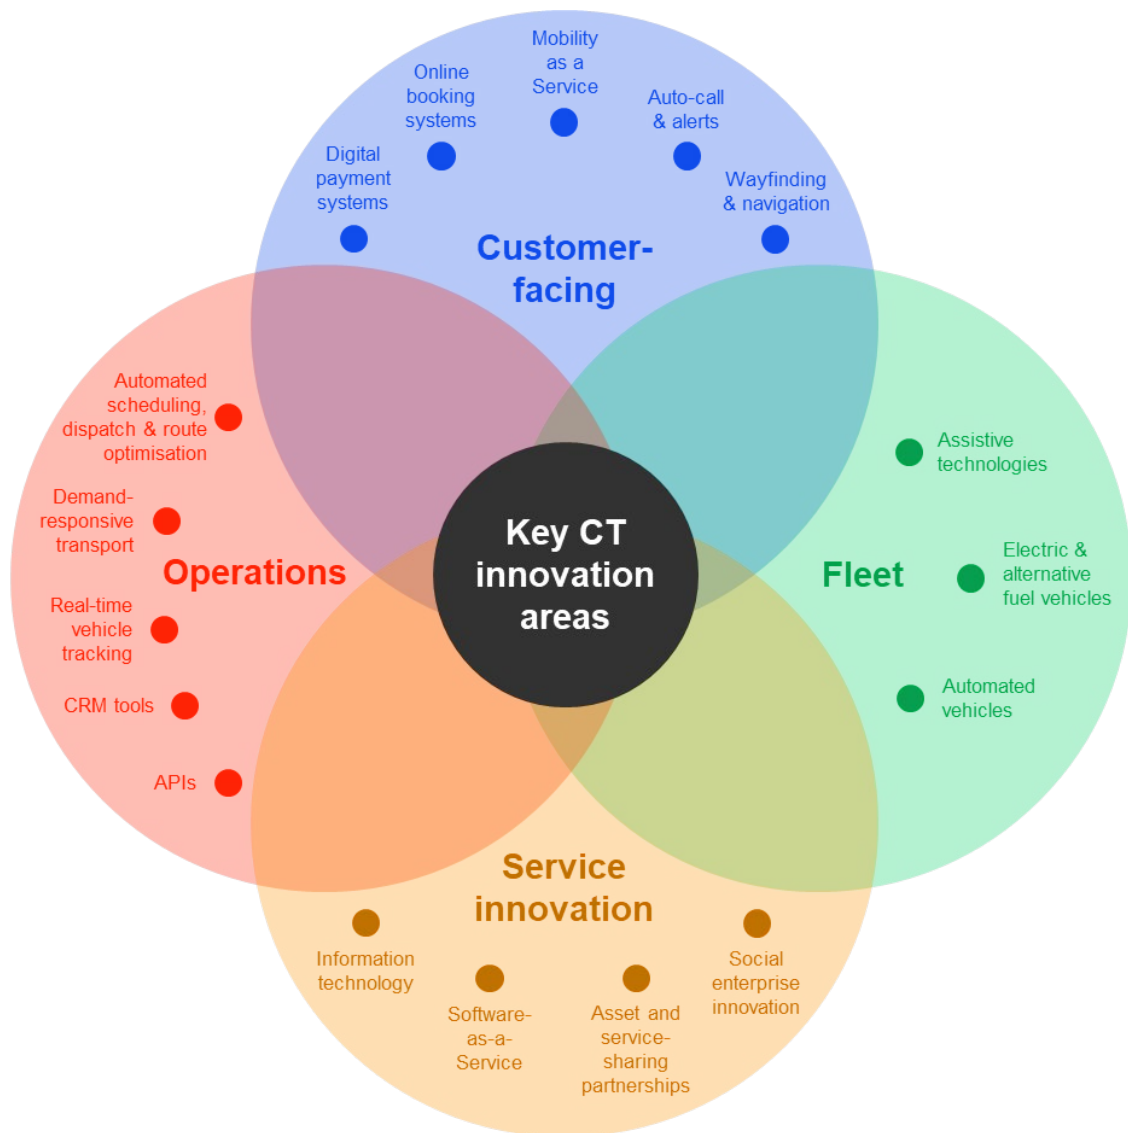 Mobility
as a
Service
Online
booking
systems
Auto-call
& alerts
Digital
payment
systems
Wayfinding
& navigation
Customer-
facing
Automated
scheduling,
dispatch & route
optimisation
Demand-
responsive
transport
Operations
Real-time
vehicle
tracking
CRM tools
APIs
Key CT
innovation
areas
Fleet
Assistive
technologies
Electric &
alternative
fuel vehicles
Automated
vehicles
Service
innovation
Information
technology
Software-
as-a-
Service
Asset and
service-
sharing
partnerships
Social
enterprise
innovation